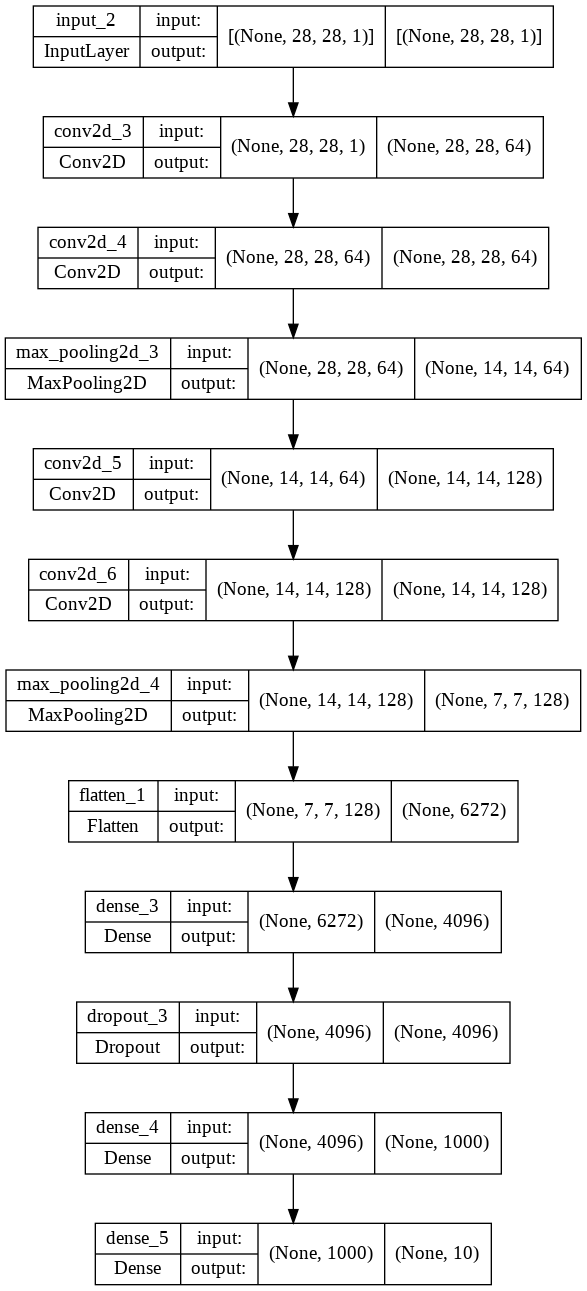 input_2 input: [(None, 28, 28, 1)] [(None, 28, 28, 1)]
InputLayer output:
conv2d_3 input: (None, 28, 28, 1) (None, 28, 28, 64)
Conv2D output:
conv2d_4 input: (None, 28, 28, 64) (None, 28, 28, 64)
Conv2D output:
max_pooling2d_3 input: (None, 28, 28, 64) (None, 14, 14, 64)
MaxPooling2D output:
conv2d_5 input: (None, 14, 14, 64) (None, 14, 14, 128)
Conv2D output:
conv2d_6 input: (None, 14, 14, 128) (None, 14, 14, 128)
Conv2D output:
max_pooling2d_4 input: (None, 14, 14, 128) (None, 7, 7, 128)
MaxPooling2D output:
flatten_1 input: (None, 7, 7, 128) (None, 6272)
Flatten output:
dense_3 input: (None, 6272) (None, 4096)
Dense output:
dropout_3 input: (None, 4096) (None, 4096)
Dropout output:
dense_4 input: (None, 4096) (None, 1000)
Dense output:
dense_5 input: (None, 1000) (None, 10)
Dense output: